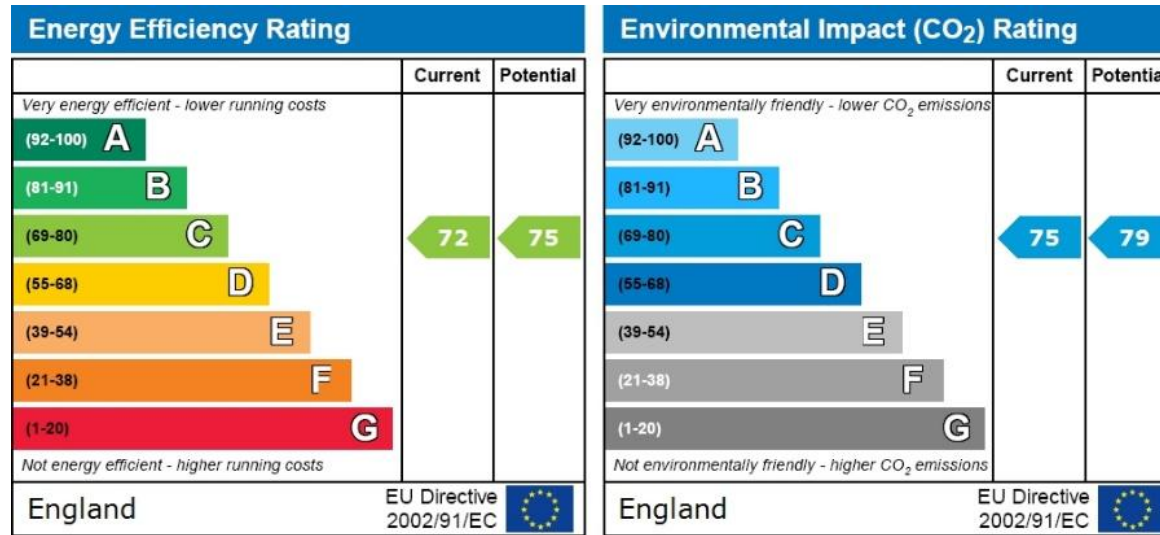 Energy Efficiency Rating
Current Potential
Very energy efficient - lower running costs
(92-100) A
(81-91) B
(69-80) C 72 75
(55-68) D
(39-54) E
(21-38) F
(1-20) G
Not energy efficient - higher running costs
England
EU Directive
2002/91/EC
Environmental Impact (CO2) Rating
Current Potentia
Very environmentally friendly - lower CO2 emissions
(92-100) A
(81-91) B
(69-80) C 75 79
(55-68) D
(39-54) E
(21-38) F
(1-20) G
Not environmentally friendly - higher CO2 emissions
England
EU Directive
2002/91/EC